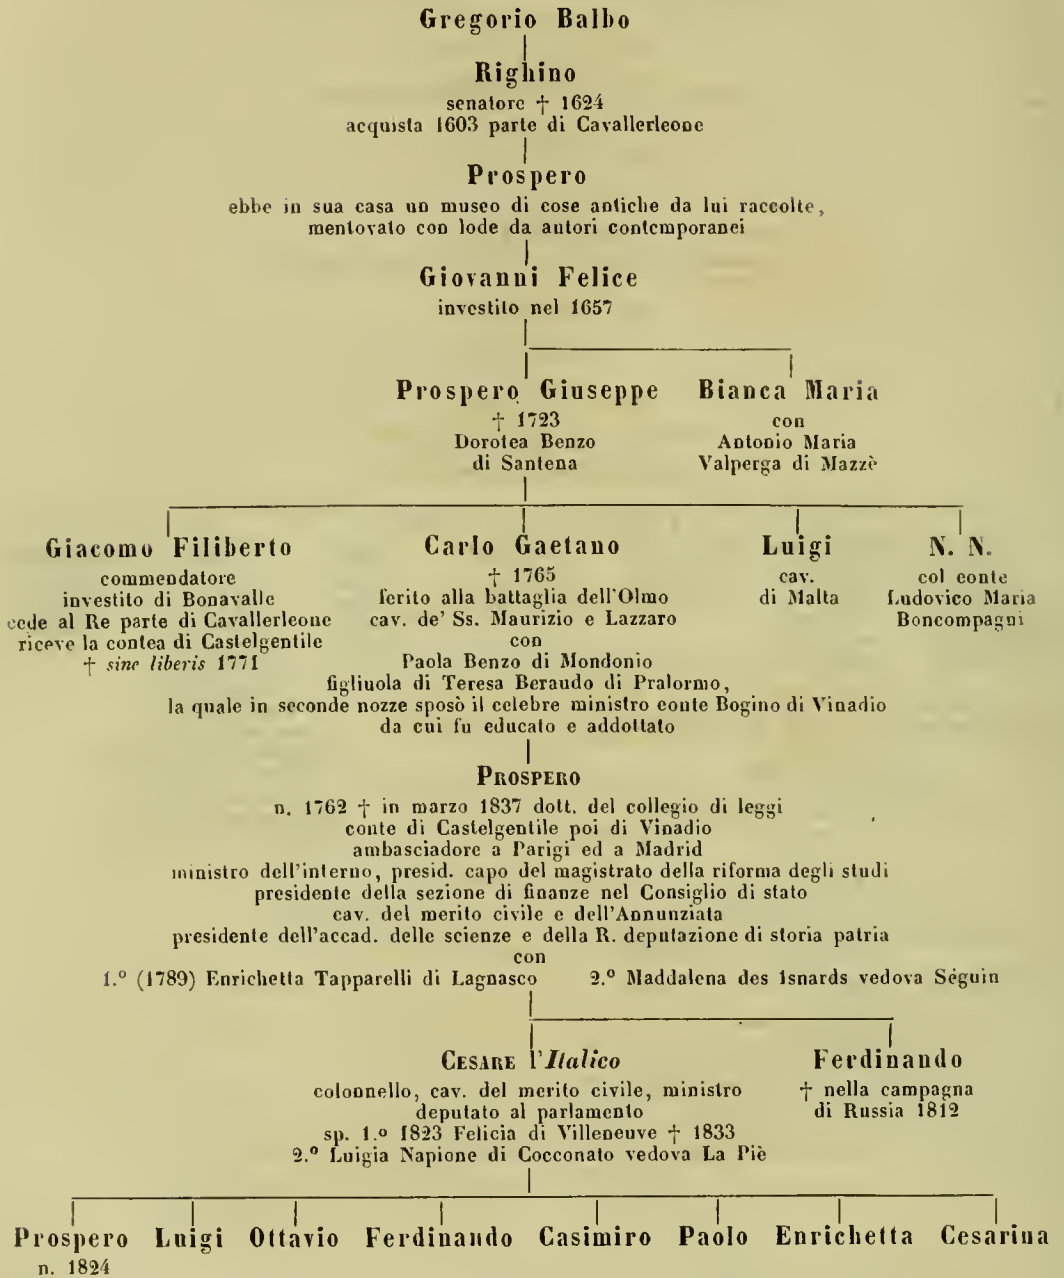 Gregorio Balbo
Righino
senatore † 1624
acquista 1603 parte di Cavallerleone
Prospero
ebbe in sua casa un museo di cose antiche da lui raccolte,
mentovato con lode da autori contemporanei
Giovanni Felice
investito nel 1657
Prospero Giuseppe
† 1723
Dorotea Benzo
di Santena
Bianca Maria
con
Antonio Maria
Valperga di Mazzè
Giacomo Filiberto
commendatore
investito di Bonavalle
cede al Re parte di Cavallerleone
riceve la contea di Castelgentile
† sine liberis 1771
Carlo Gaetano
† 1765
ferito alla battaglia dell'Olmo
cav. de' Ss. Maurizio e Lazzaro
con
Paola Benzo di Mondonio
figliuola di Teresa Beraudo di Pralormo,
la quale in seconde nozze sposò il celebre ministro conte Bogino di Vinadio
da cui fu educato e addottato
Luigi
cav.
di Malta
N. N.
col conte
Ludovico Maria
Boncompagni
PROSPERO
n. 1762 † in marzo 1837 dott. del collegio di leggi
conte di Castelgentile poi di Vinadio
ambasciadore a Parigi ed a Madrid
ministro dell'interno, presid. capo del magistrato della riforma degli studi
presidente della sezione di finanze nel Consiglio di stato
cav. del merito civile e dell'Annunziata
presidente dell'accad. delle scienze e della R. deputazione di storia patria
con
1.º (1789) Enrichetta Tapparelli di Lagnasco 2.º Maddalena des Isnards vedova Séguin
CESARE l'Italico
colonnello, cav. del merito civile, ministro
deputato al parlamento
sp. 1.º 1823 Felicia di Villeneuve † 1833
2.º Luigia Napione di Cocconato vedova La Piè
Ferdinando
† nella campagna
di Russia 1812
Prospero Luigi Ottavio Ferdinando Casimiro Paolo Enrichetta Cesarina
n. 1824